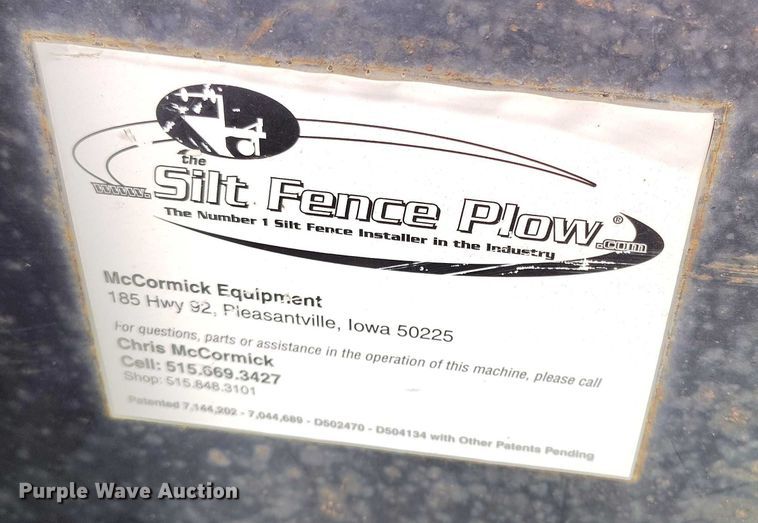 the
www.Silt Fence Plow.com®
The Number 1 Silt Fence Installer in the Industry
McCormick Equipment
185 Hwy 92, Pleasantville, Iowa 50225
For questions, parts or assistance in the operation of this machine, please call
Chris McCormick
Cell: 515.669.3427
Shop: 515.848.3101
Patented 7,144,202 - 7,044,689 - D502470 - D504134 with Other Patents Pending
Purple Wave Auction